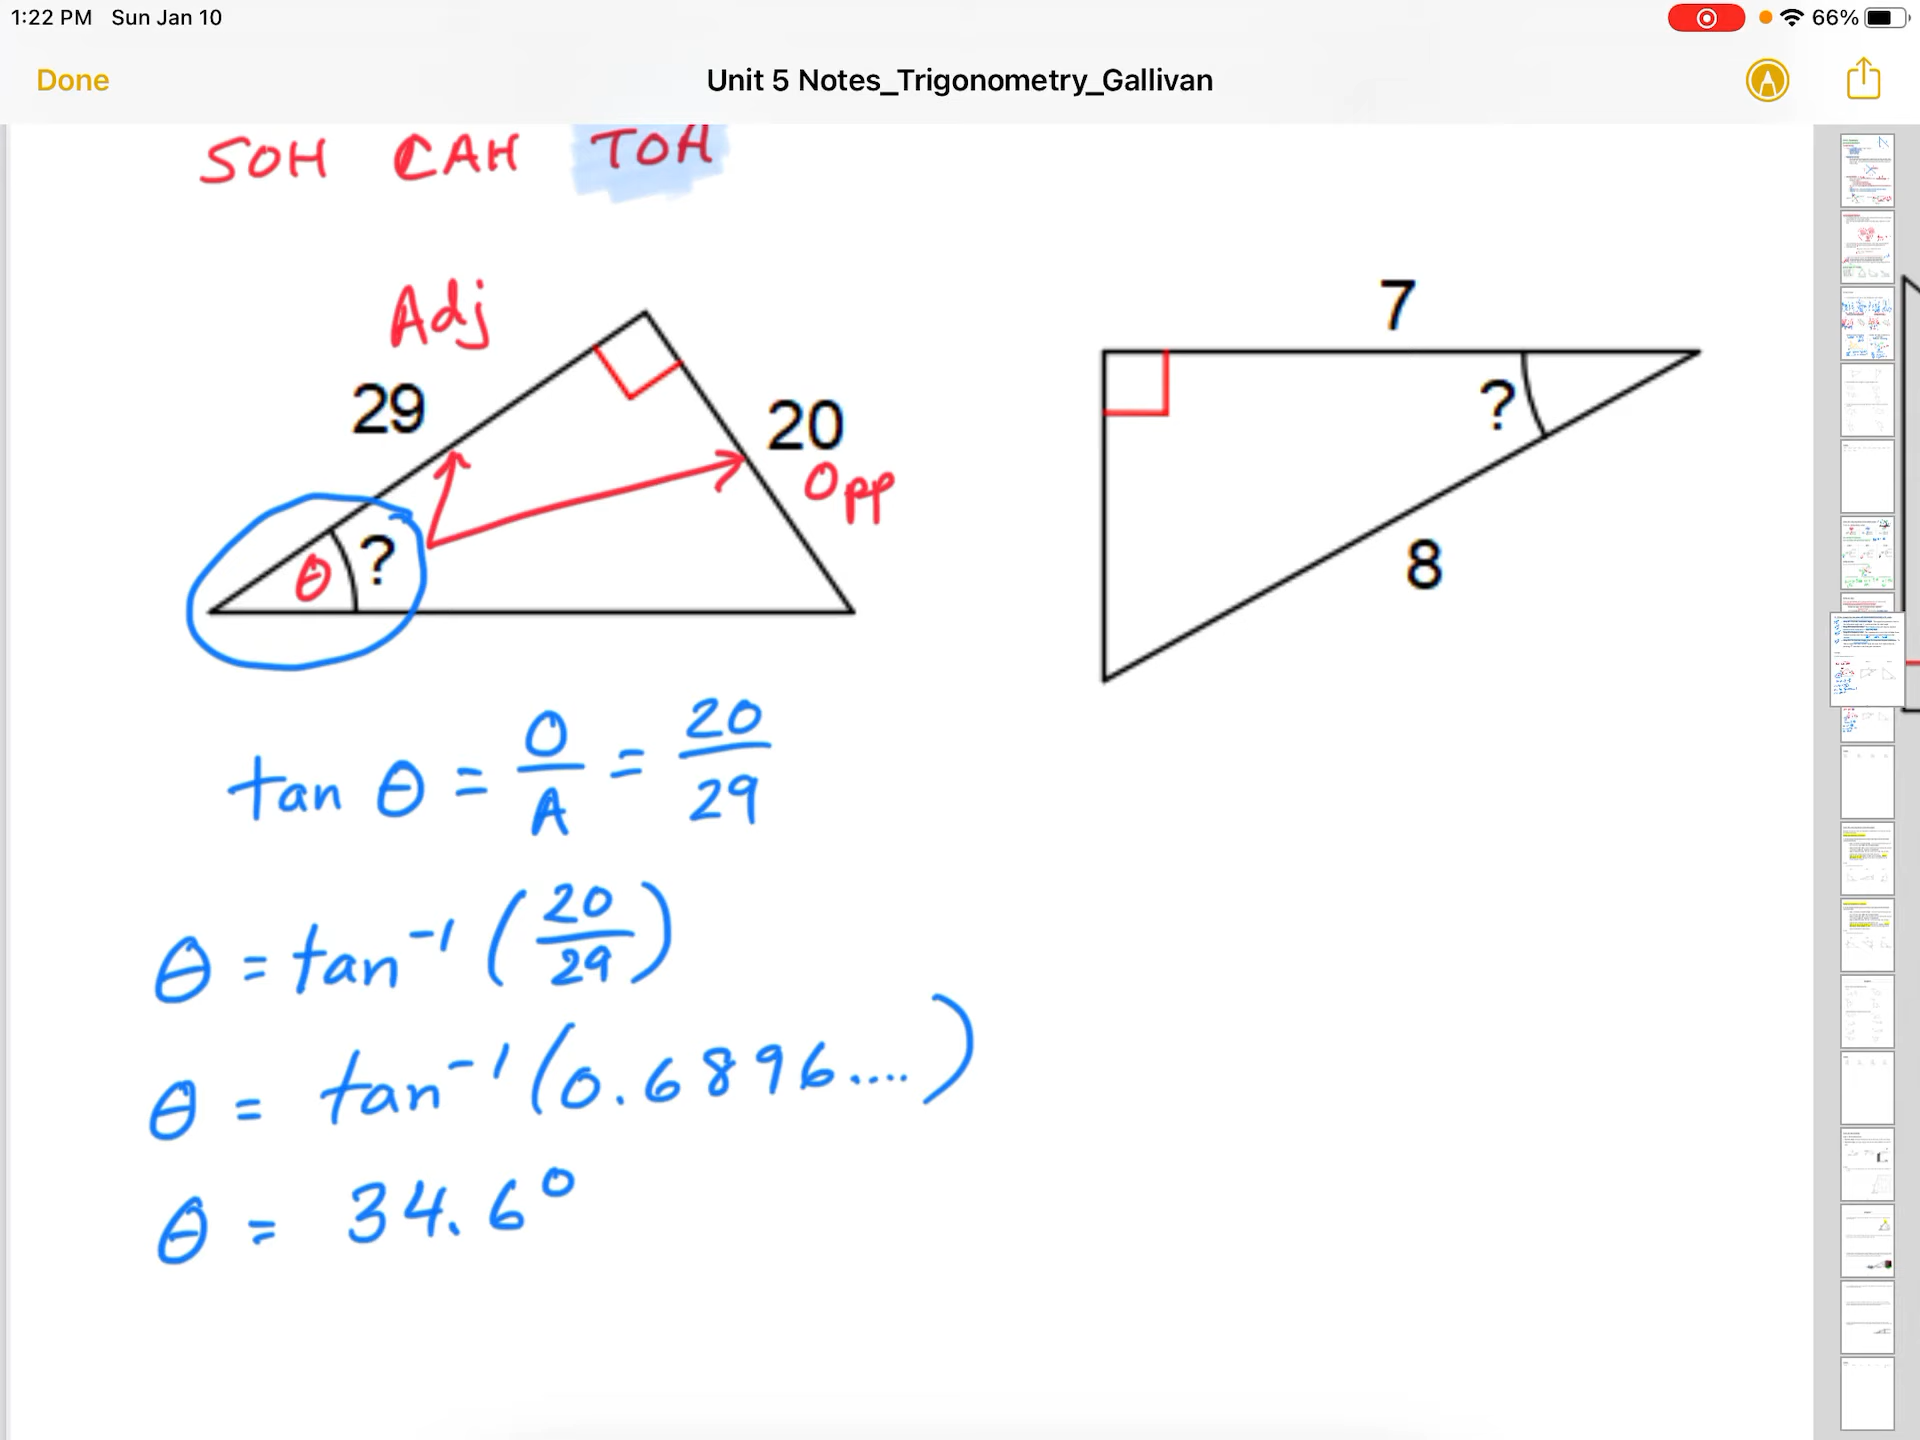 1:22 PM Sun Jan 10
66%
Done
Unit 5 Notes_Trigonometry_Gallivan
SOH CAH TOA
Adj
29
20
Opp
θ ?
7
?
8
tan θ = O/A = 20/29
θ = tan⁻¹ (20/29)
θ = tan⁻¹ (0.6896....)
θ = 34.6°